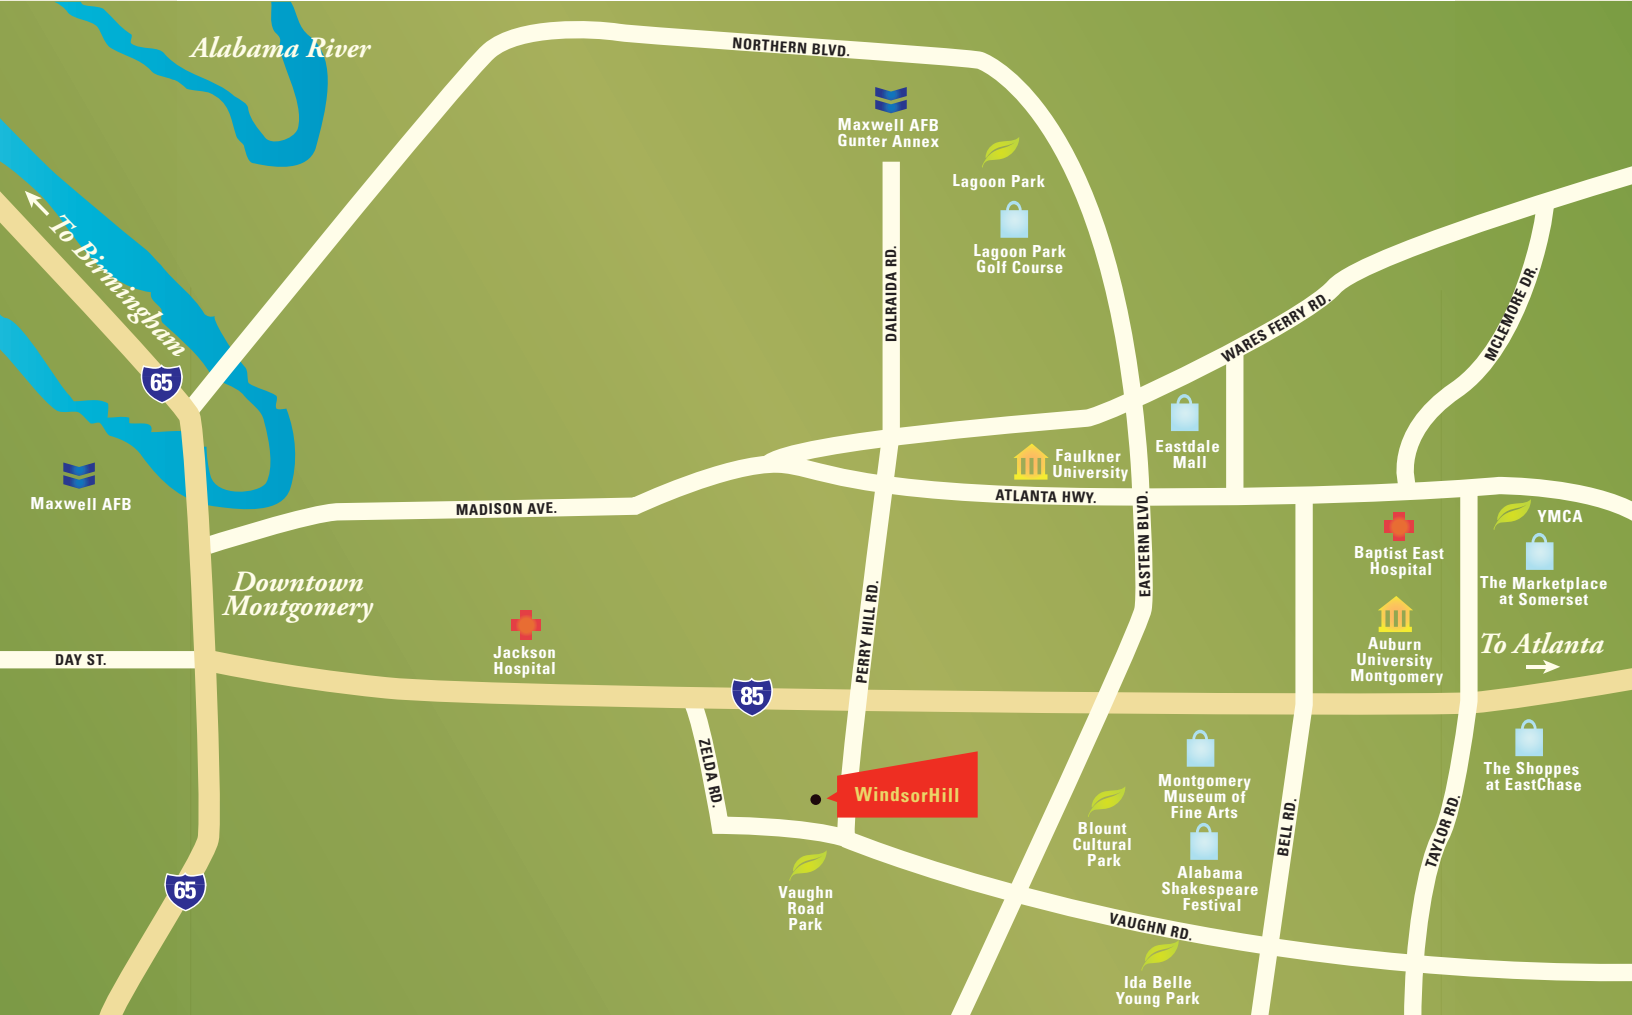 Alabama River
NORTHERN BLVD.
Maxwell AFB
Gunter Annex
Lagoon Park
Lagoon Park
Golf Course
To Birmingham
65
DALRAIDA RD.
WARES FERRY RD.
MCLEMORE DR.
Maxwell AFB
MADISON AVE.
Faulkner
University
Eastdale
Mall
ATLANTA HWY.
EASTERN BLVD.
YMCA
Baptist East
Hospital
The Marketplace
at Somerset
Downtown
Montgomery
Jackson
Hospital
PERRY HILL RD.
Auburn
University
Montgomery
To Atlanta
DAY ST.
85
ZELDA RD.
WindsorHill
Montgomery
Museum of
Fine Arts
The Shoppes
at EastChase
Blount
Cultural
Park
BELL RD.
TAYLOR RD.
Alabama
Shakespeare
Festival
65
Vaughn
Road
Park
VAUGHN RD.
Ida Belle
Young Park